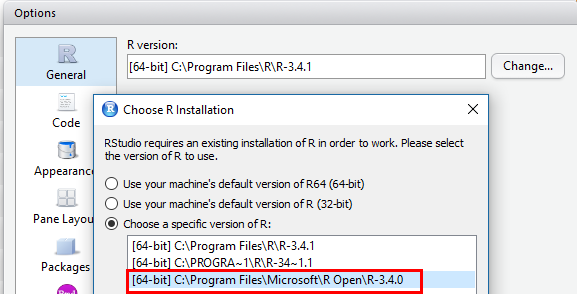 Options
R version:
[64-bit] C:\Program Files\R\R-3.4.1
Change...
General
Code
Appearance
Pane Layou
Packages
Choose R Installation
RStudio requires an existing installation of R in order to work. Please select
the version of R to use.
Use your machine's default version of R64 (64-bit)
Use your machine's default version of R (32-bit)
Choose a specific version of R:
[64-bit] C:\Program Files\R\R-3.4.1
[64-bit] C:\PROGRA~1\R\R-34~1.1
[64-bit] C:\Program Files\Microsoft\R Open\R-3.4.0